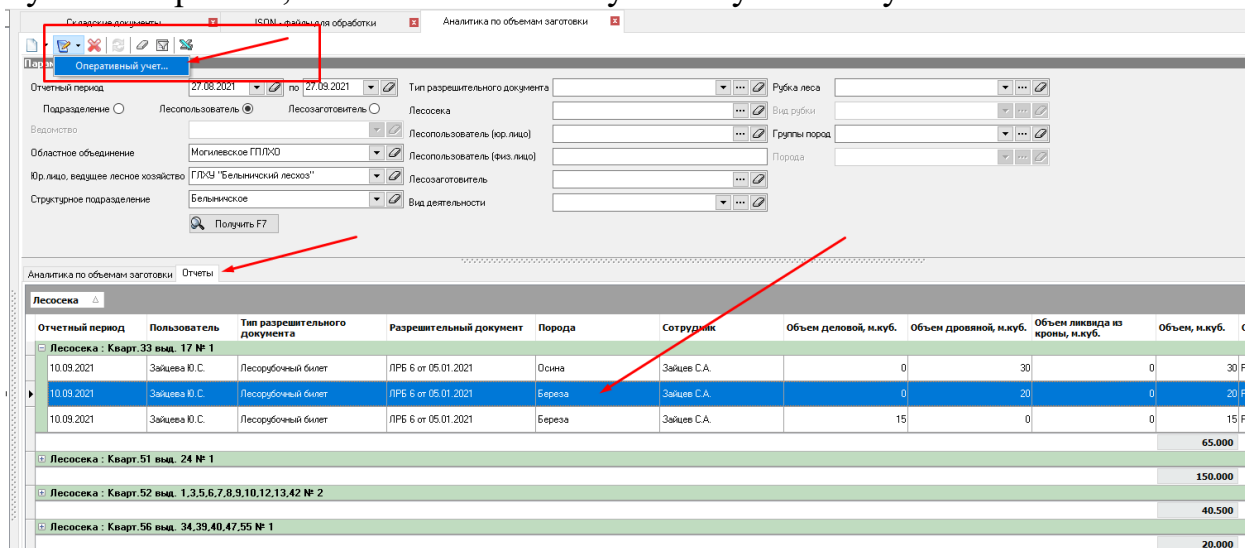 Складские документы JSON - файлы для обработки Аналитика по объемам заготовки
Оперативный учет...
Отчетный период 27.08.2021 по 27.09.2021 Тип разрешительного документа Рубка леса
Подразделение Лесопользователь Лесозаготовитель Лесосека Вид рубки
Ведомство Лесопользователь (юр.лицо) Группы пород
Областное объединение Могилевское ГПЛХО Лесопользователь (физ.лицо) Порода
Юр.лицо, ведущее лесное хозяйство ГЛХУ "Белыничский лесхоз" Лесозаготовитель
Структурное подразделение Белыничское Вид деятельности
Получить F7
Аналитика по объемам заготовки Отчеты
Лесосека
Отчетный период Пользователь Тип разрешительного документа Разрешительный документ Порода Сотрудник Объем деловой, м.куб. Объем дровяной, м.куб. Объем ликвида из кроны, м.куб. Объем, м.куб.
Лесосека : Кварт.33 выд. 17 № 1
10.09.2021 Зайцева Ю.С. Лесорубочный билет ЛРБ 6 от 05.01.2021 Осина Зайцев С.А. 0 30 0 30
10.09.2021 Зайцева Ю.С. Лесорубочный билет ЛРБ 6 от 05.01.2021 Береза Зайцев С.А. 0 20 0 20
10.09.2021 Зайцева Ю.С. Лесорубочный билет ЛРБ 6 от 05.01.2021 Береза Зайцев С.А. 15 0 0 15
65.000
Лесосека : Кварт.51 выд. 24 № 1
150.000
Лесосека : Кварт.52 выд. 1,3,5,6,7,8,9,10,12,13,42 № 2
40.500
Лесосека : Кварт.56 выд. 34,39,40,47,55 № 1
20.000